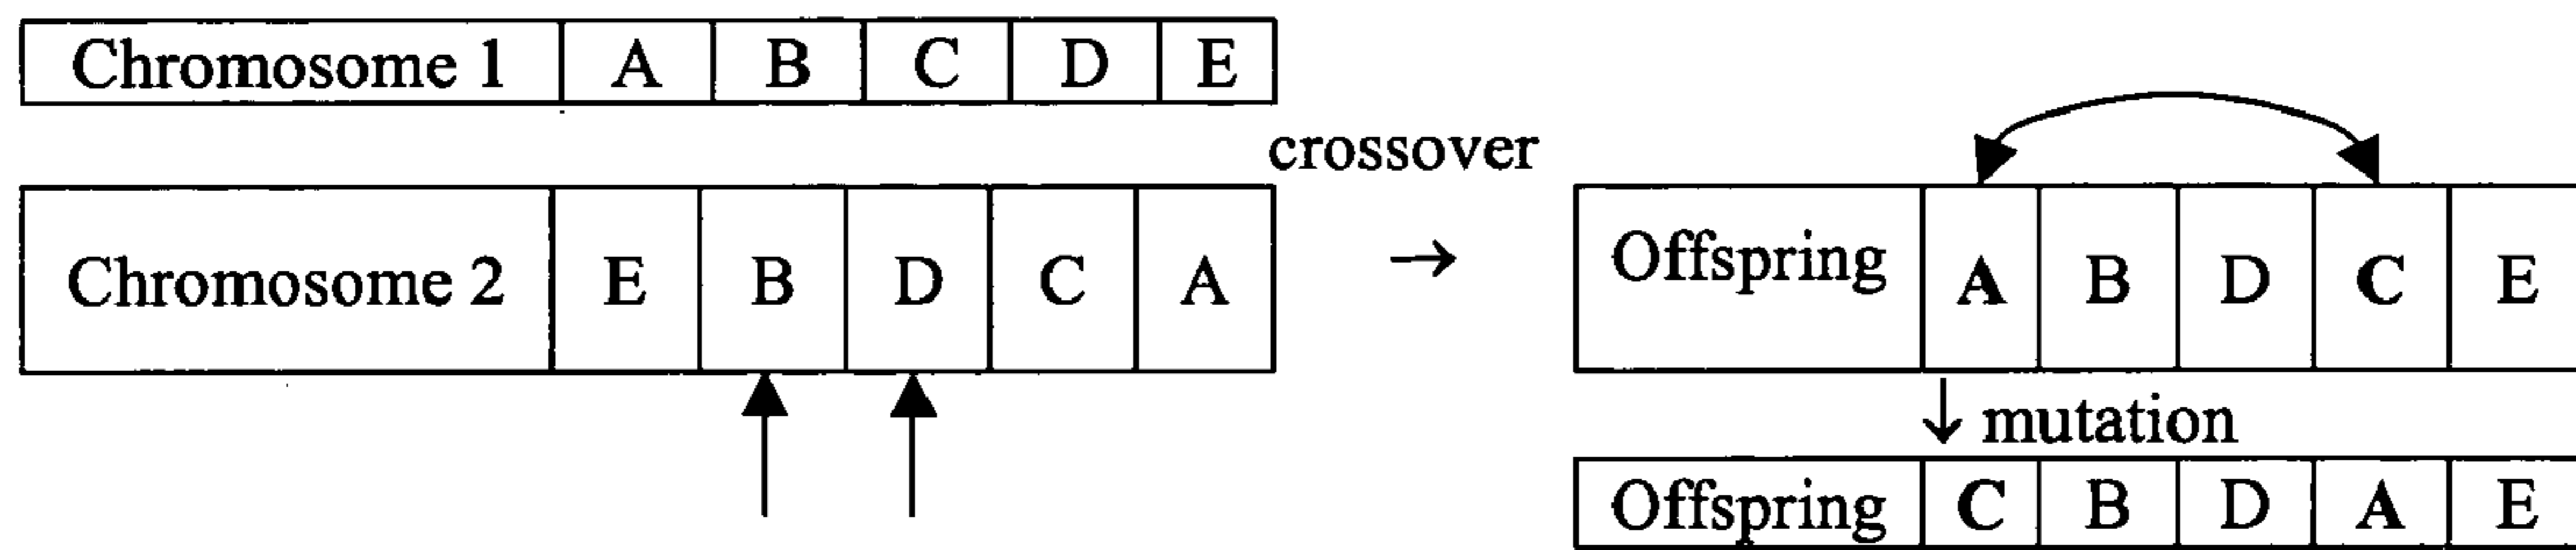 Chromosome 1 A B C D E
crossover
Chromosome 2 E B D C A
→
Offspring A B D C E
↓ mutation
Offspring C B D A E